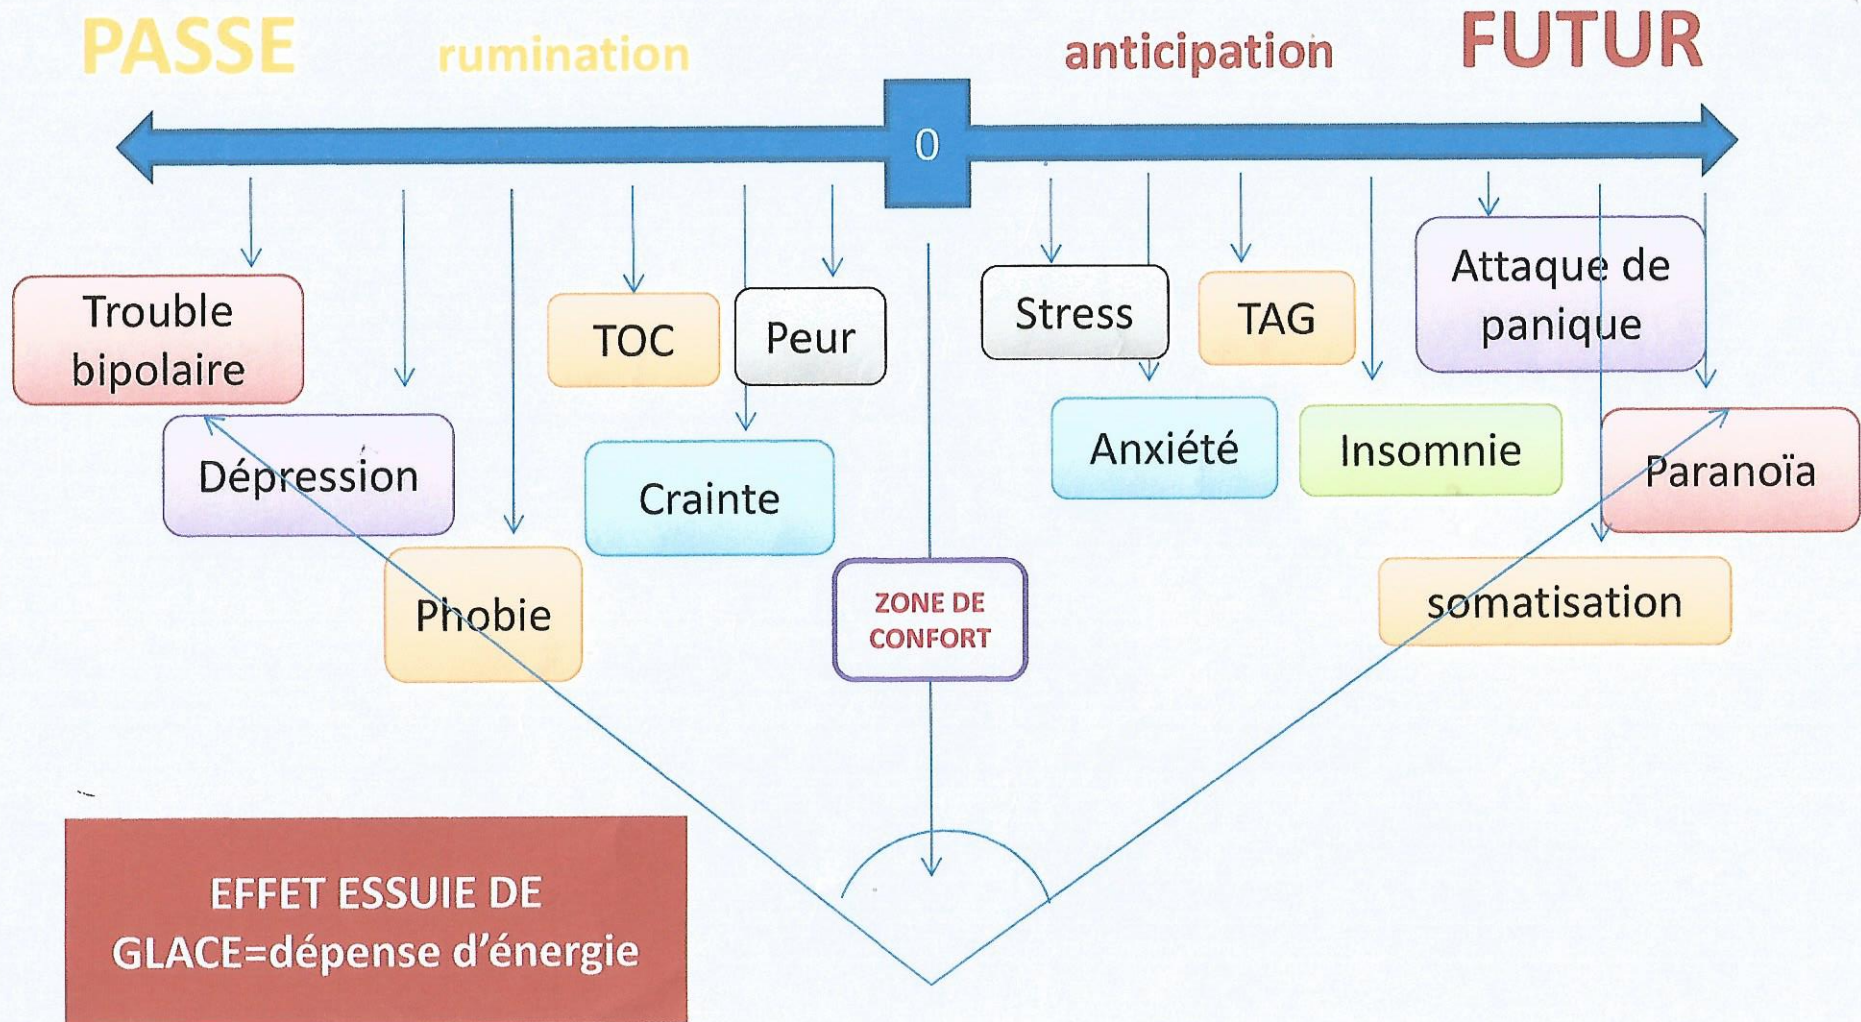 PASSE
rumination
anticipation
FUTUR
0
Trouble
bipolaire
Dépression
Phobie
TOC
Crainte
Peur
ZONE DE
CONFORT
Stress
Anxiété
TAG
Insomnie
Attaque de
panique
somatisation
Paranoïa
EFFET ESSUIE DE
GLACE=dépense d'énergie